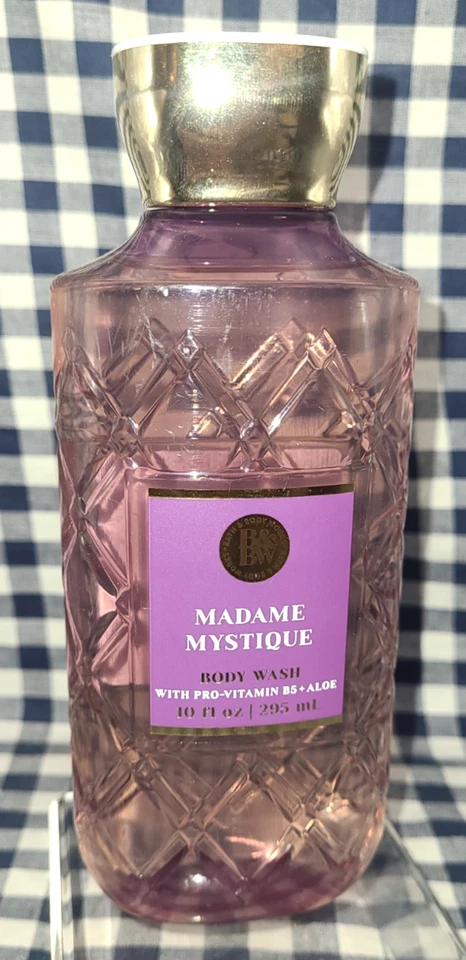 B&
BW
MADAME
MYSTIQUE
BODY WASH
WITH PRO-VITAMIN B5+ALOE
10 fl oz | 295 mL